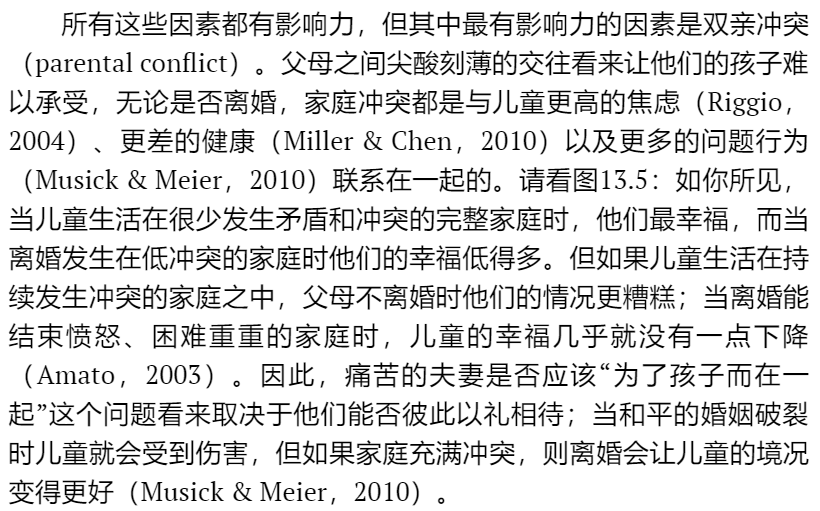 所有这些因素都有影响力，但其中最有影响力的因素是双亲冲突
（parental conflict）。父母之间尖酸刻薄的交往看来让他们的孩子难
以承受，无论是否离婚，家庭冲突都是与儿童更高的焦虑（Riggio，
2004）、更差的健康（Miller & Chen，2010）以及更多的问题行为
（Musick & Meier，2010）联系在一起的。请看图13.5：如你所见，
当儿童生活在很少发生矛盾和冲突的完整家庭时，他们最幸福，而当
离婚发生在低冲突的家庭时他们的幸福低得多。但如果儿童生活在持
续发生冲突的家庭之中，父母不离婚时他们的情况更糟糕；当离婚能
结束愤怒、困难重重的家庭时，儿童的幸福几乎就没有一点下降
（Amato，2003）。因此，痛苦的夫妻是否应该“为了孩子而在一
起”这个问题看来取决于他们能否彼此以礼相待；当和平的婚姻破裂
时儿童就会受到伤害，但如果家庭充满冲突，则离婚会让儿童的境况
变得更好（Musick & Meier，2010）。